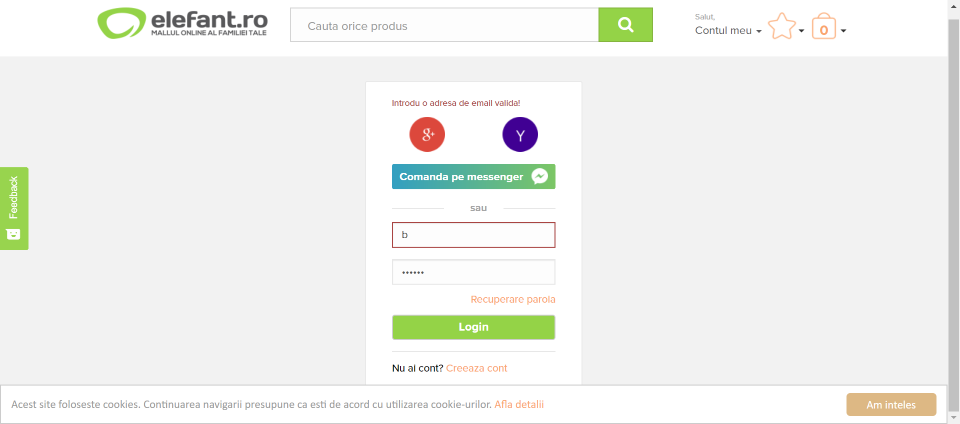 elefant.ro
MALLUL ONLINE AL FAMILIEI TALE
Cauta orice produs
Salut,
Contul meu
0
Introdu o adresa de email valida!
g+
Y
Comanda pe messenger
sau
b
••••••
Recuperare parola
Login
Nu ai cont? Creeaza cont
Feedback
Acest site foloseste cookies. Continuarea navigarii presupune ca esti de acord cu utilizarea cookie-urilor. Afla detalii
Am inteles